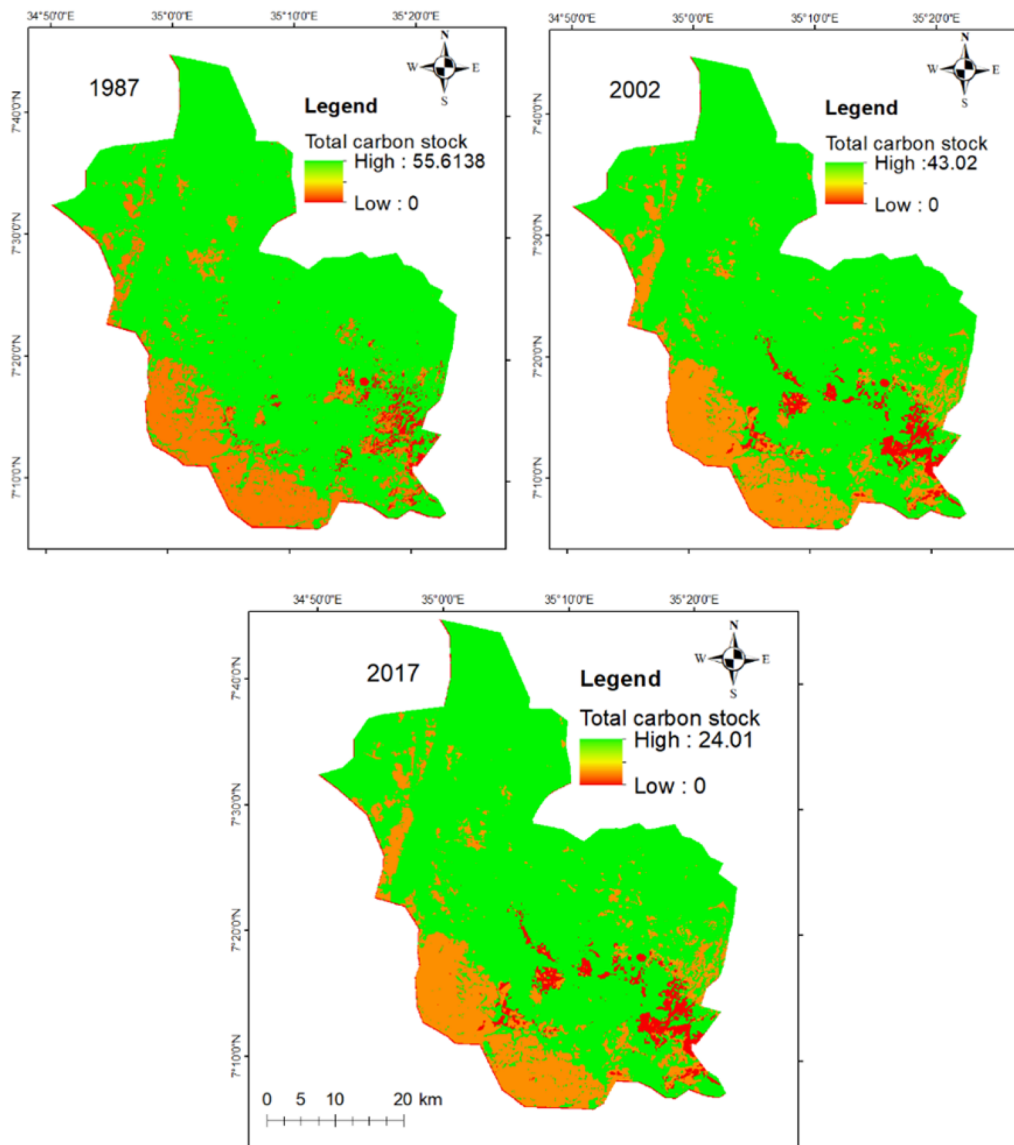 34°50'0"E 35°0'0"E 35°10'0"E 35°20'0"E
1987
N
W E
S
Legend
Total carbon stock
High : 55.6138
Low : 0
7°40'0"N
7°30'0"N
7°20'0"N
7°10'0"N
34°50'0"E 35°0'0"E 35°10'0"E 35°20'0"E
2002
N
W E
S
Legend
Total carbon stock
High :43.02
Low : 0
7°40'0"N
7°30'0"N
7°20'0"N
7°10'0"N
34°50'0"E 35°0'0"E 35°10'0"E 35°20'0"E
2017
N
W E
S
Legend
Total carbon stock
High : 24.01
Low : 0
7°40'0"N
7°30'0"N
7°20'0"N
7°10'0"N
0 5 10 20 km